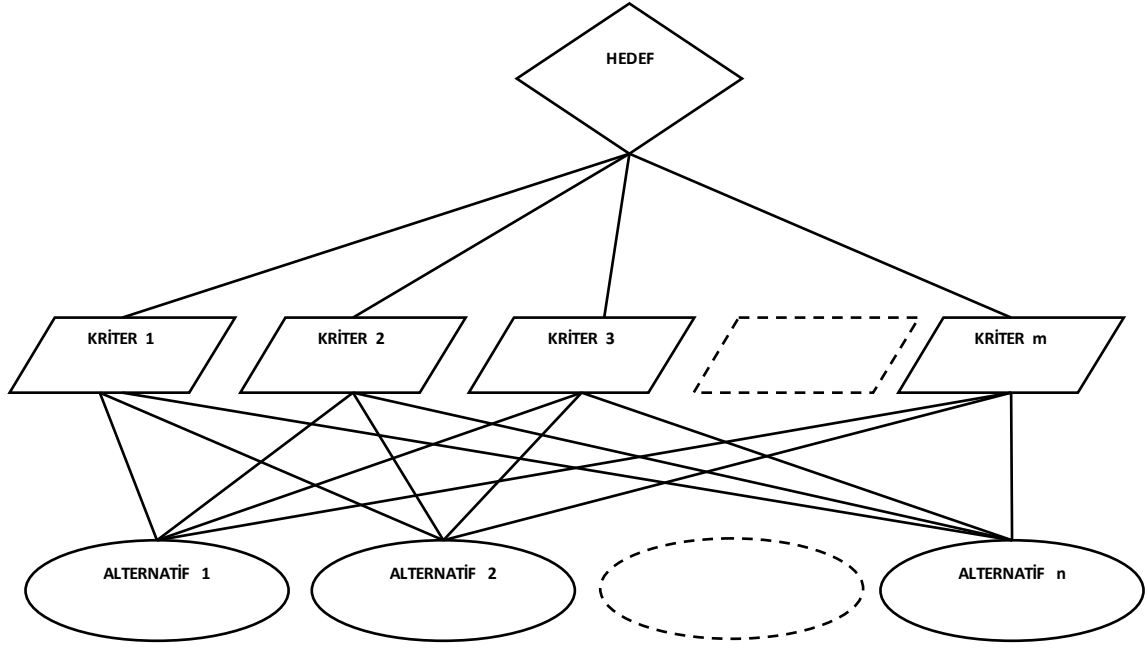 HEDEF
KRİTER 1
KRİTER 2
KRİTER 3
KRİTER m
ALTERNATİF 1
ALTERNATİF 2
ALTERNATİF n